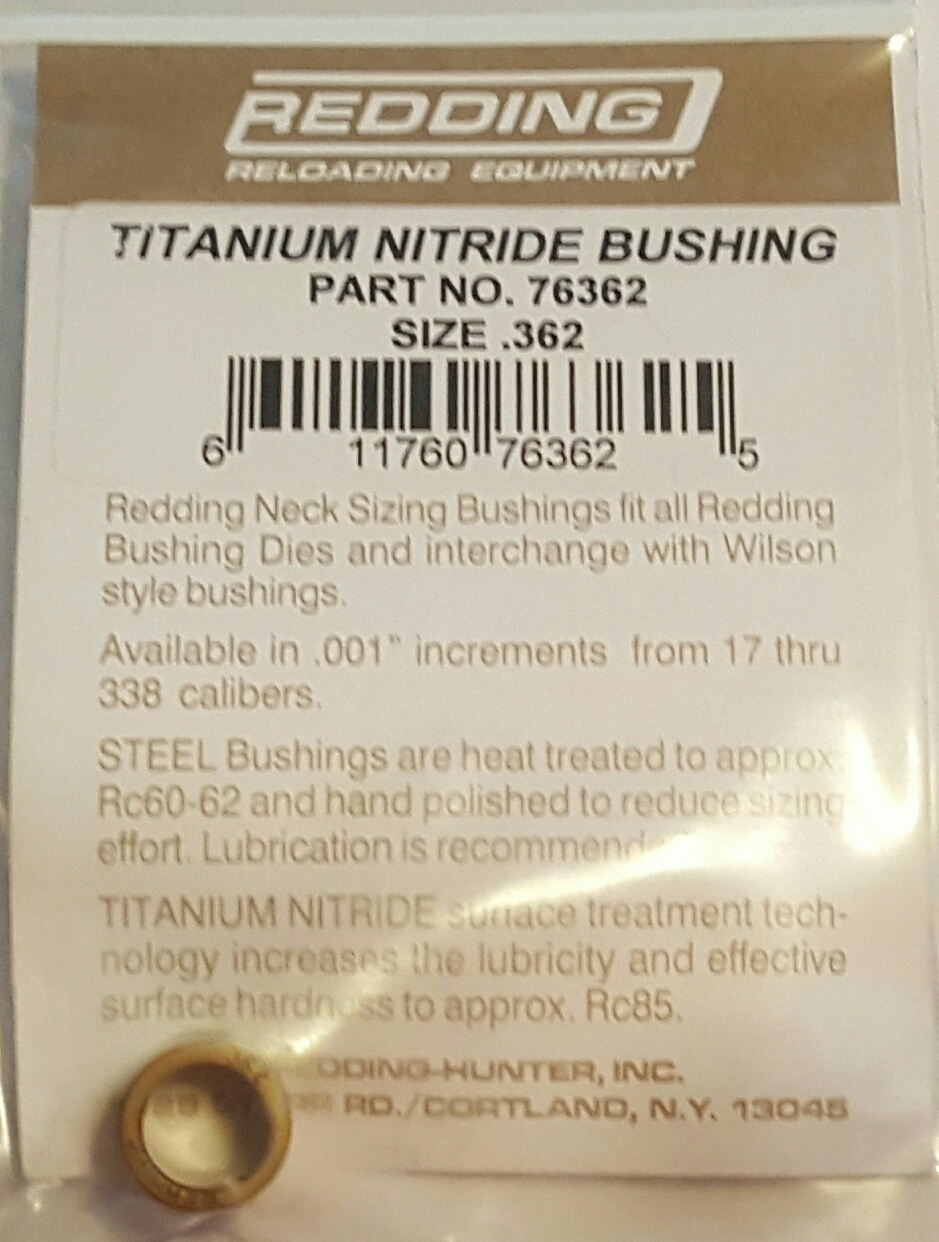 REDDING
RELOADING EQUIPMENT
TITANIUM NITRIDE BUSHING
PART NO. 76362
SIZE .362
6 11760 76362 5
Redding Neck Sizing Bushings fit all Redding
Bushing Dies and interchange with Wilson
style bushings.
Available in .001" increments from 17 thru
338 calibers.
STEEL Bushings are heat treated to approx.
Rc60-62 and hand polished to reduce sizing
effort. Lubrication is
TITANIUM NITRIDE surface treatment tech-
nology increases the lubricity and effective
surface hardness to approx. Rc85.
HUNTER, INC.
RD./CORTLAND, N.Y. 13045